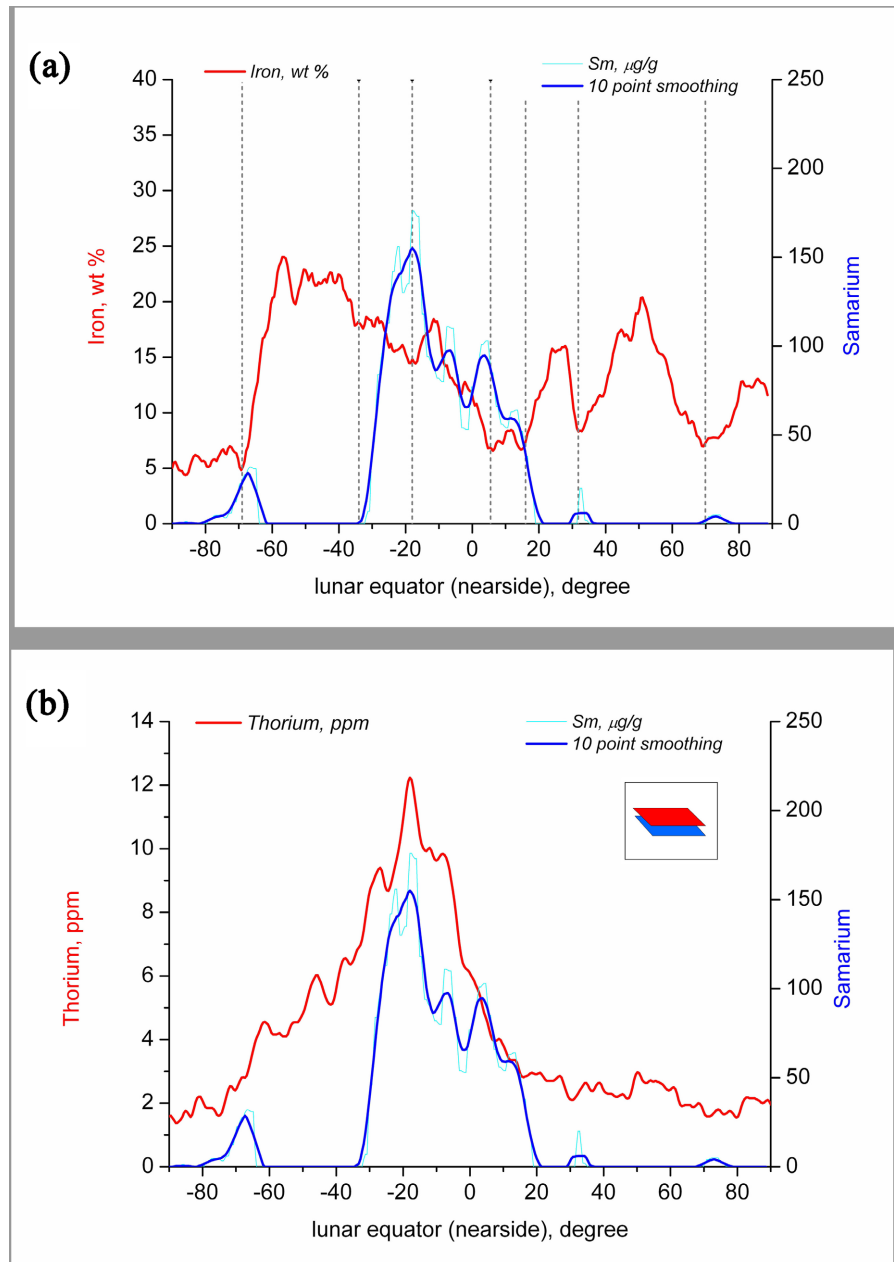 (a)
Iron, wt %
Sm, μg/g
10 point smoothing
40
35
30
25
20
15
10
5
0
250
200
150
100
50
0
Iron, wt %
Samarium
-80 -60 -40 -20 0 20 40 60 80
lunar equator (nearside), degree
(b)
Thorium, ppm
Sm, μg/g
10 point smoothing
14
12
10
8
6
4
2
0
250
200
150
100
50
0
Thorium, ppm
Samarium
-80 -60 -40 -20 0 20 40 60 80
lunar equator (nearside), degree